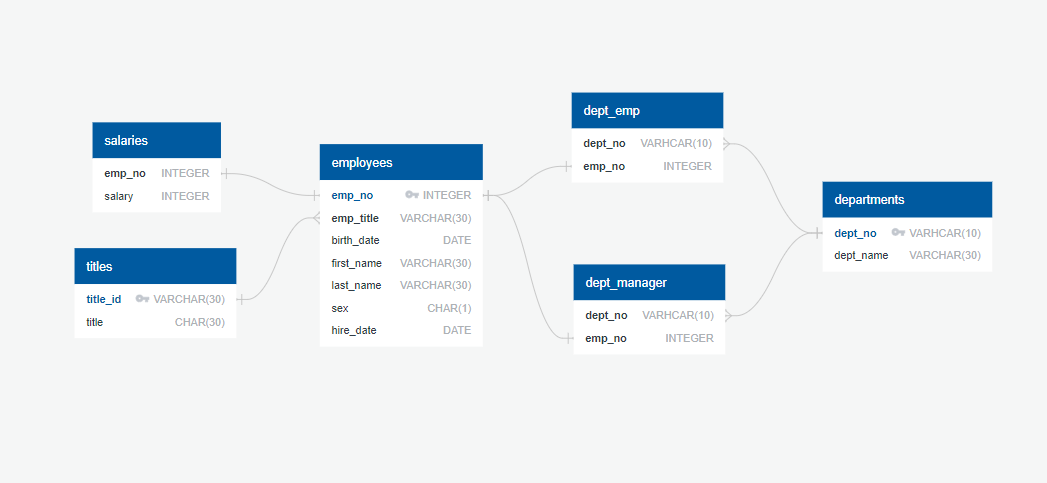 salaries
emp_no INTEGER
salary INTEGER
titles
title_id VARCHAR(30)
title CHAR(30)
employees
emp_no INTEGER
emp_title VARCHAR(30)
birth_date DATE
first_name VARCHAR(30)
last_name VARCHAR(30)
sex CHAR(1)
hire_date DATE
dept_emp
dept_no VARHCAR(10)
emp_no INTEGER
dept_manager
dept_no VARHCAR(10)
emp_no INTEGER
departments
dept_no VARHCAR(10)
dept_name VARCHAR(30)